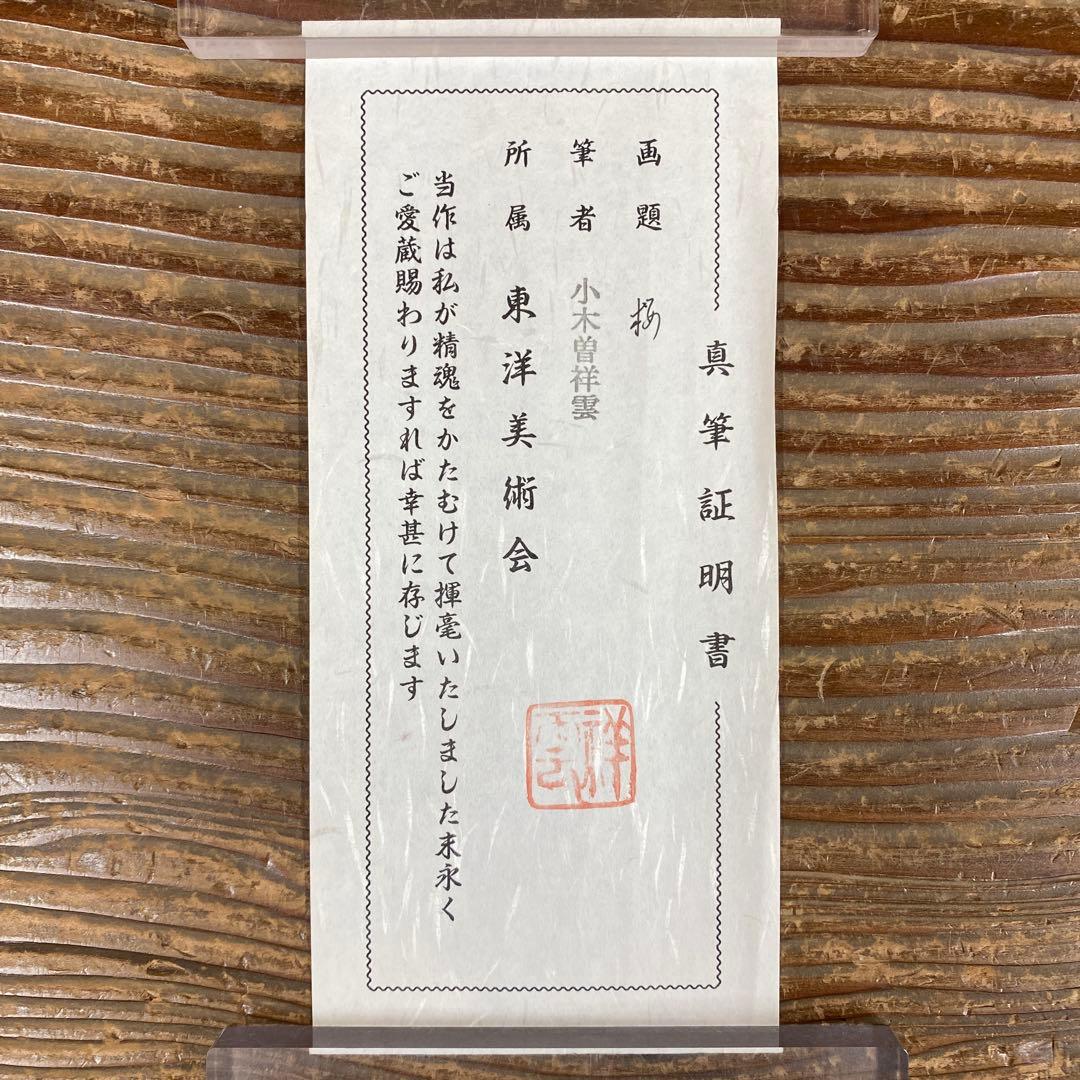 真筆証明書
画題 桜
筆者 小木曽祥雲
所属 東洋美術会
当作は私が精魂をかたむけて揮毫いたしました末永く
ご愛蔵賜わりますれば幸甚に存じます
祥雲